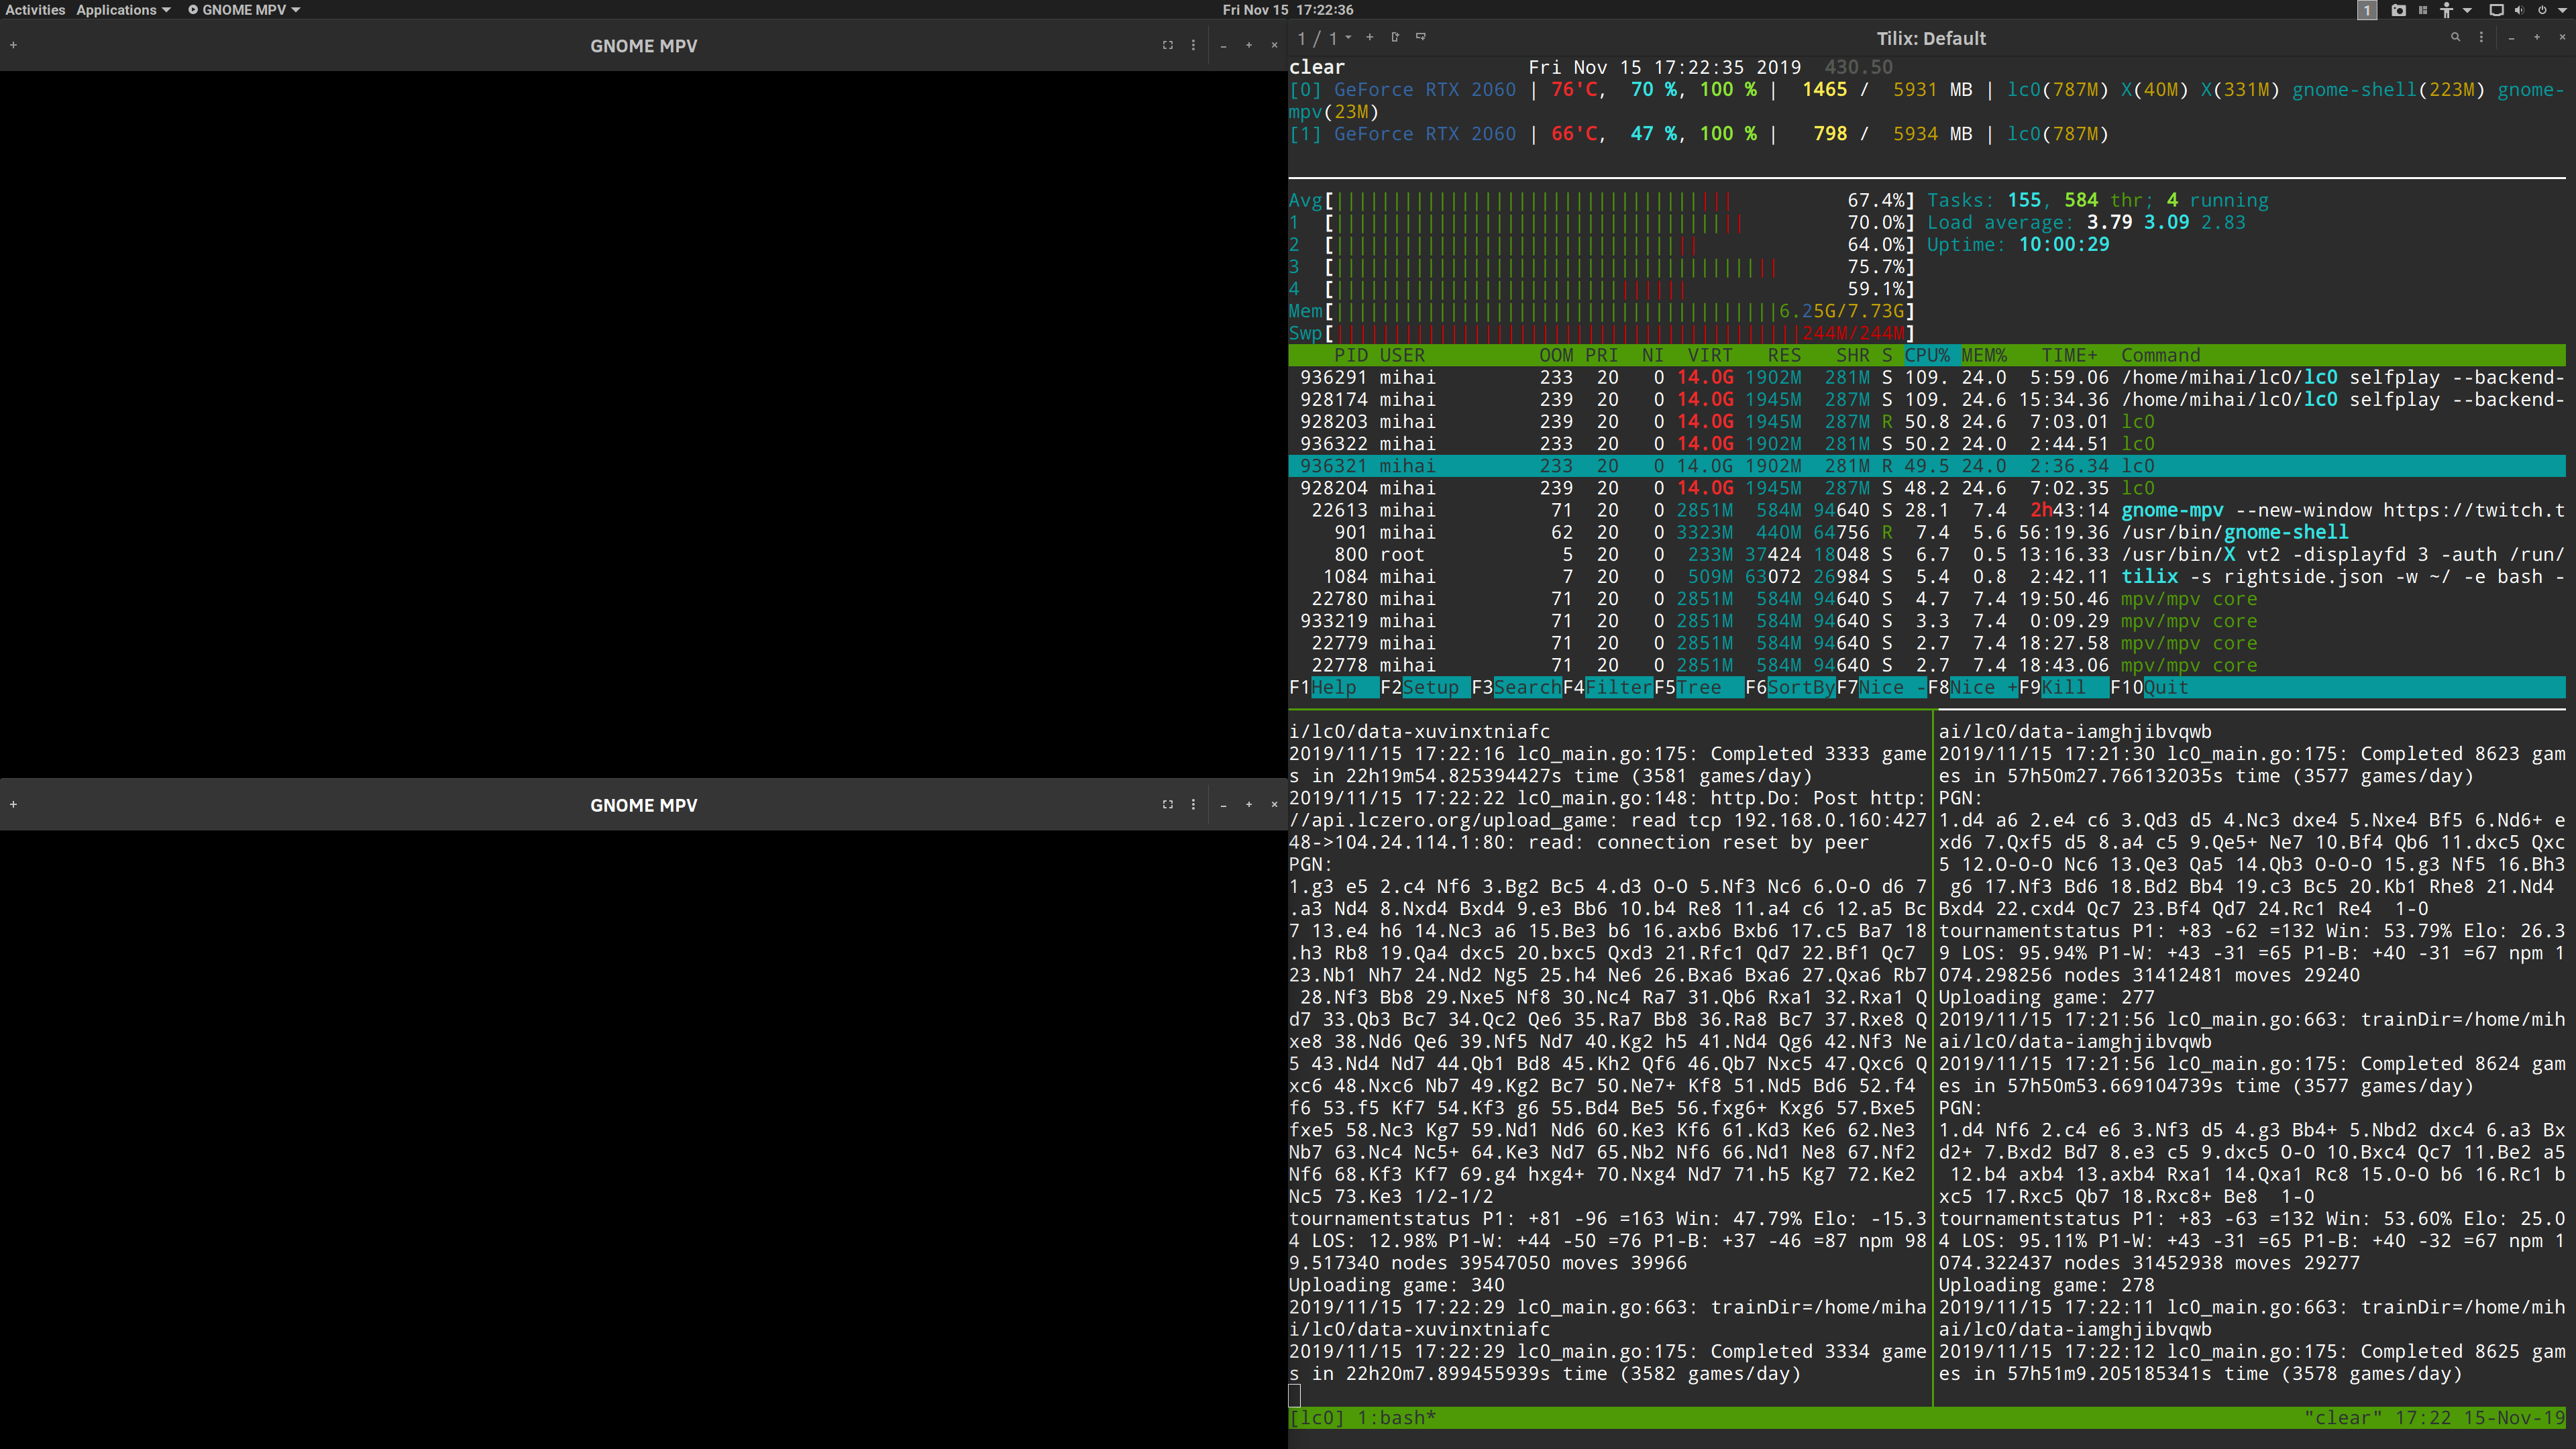 Activities Applications GNOME MPV Fri Nov 15 17:22:36 1
GNOME MPV
GNOME MPV
1 / 1 Tilix: Default
clear Fri Nov 15 17:22:35 2019 430.50
[0] GeForce RTX 2060 | 76'C, 70 %, 100 % | 1465 / 5931 MB | lc0(787M) X(40M) X(331M) gnome-shell(223M) gnome-
mpv(23M)
[1] GeForce RTX 2060 | 66'C, 47 %, 100 % | 798 / 5934 MB | lc0(787M)
Avg[ 67.4%] Tasks: 155, 584 thr; 4 running
1 [ 70.0%] Load average: 3.79 3.09 2.83
2 [ 64.0%] Uptime: 10:00:29
3 [ 75.7%]
4 [ 59.1%]
Mem[ 6.25G/7.73G]
Swp[ 244M/244M]
PID USER OOM PRI NI VIRT RES SHR S CPU% MEM% TIME+ Command
936291 mihai 233 20 0 14.0G 1902M 281M S 109. 24.0 5:59.06 /home/mihai/lc0/lc0 selfplay --backend-
928174 mihai 239 20 0 14.0G 1945M 287M S 109. 24.6 15:34.36 /home/mihai/lc0/lc0 selfplay --backend-
928203 mihai 239 20 0 14.0G 1945M 287M R 50.8 24.6 7:03.01 lc0
936322 mihai 233 20 0 14.0G 1902M 281M S 50.2 24.0 2:44.51 lc0
936321 mihai 233 20 0 14.0G 1902M 281M R 49.5 24.0 2:36.34 lc0
928204 mihai 239 20 0 14.0G 1945M 287M S 48.2 24.6 7:02.35 lc0
22613 mihai 71 20 0 2851M 584M 94640 S 28.1 7.4 2h43:14 gnome-mpv --new-window https://twitch.t
901 mihai 62 20 0 3323M 440M 64756 R 7.4 5.6 56:19.36 /usr/bin/gnome-shell
800 root 5 20 0 233M 37424 18048 S 6.7 0.5 13:16.33 /usr/bin/X vt2 -displayfd 3 -auth /run/
1084 mihai 7 20 0 509M 63072 26984 S 5.4 0.8 2:42.11 tilix -s rightside.json -w ~/ -e bash -
22780 mihai 71 20 0 2851M 584M 94640 S 4.7 7.4 19:50.46 mpv/mpv core
933219 mihai 71 20 0 2851M 584M 94640 S 3.3 7.4 0:09.29 mpv/mpv core
22779 mihai 71 20 0 2851M 584M 94640 S 2.7 7.4 18:27.58 mpv/mpv core
22778 mihai 71 20 0 2851M 584M 94640 S 2.7 7.4 18:43.06 mpv/mpv core
F1Help F2Setup F3SearchF4FilterF5Tree F6SortByF7Nice -F8Nice +F9Kill F10Quit
i/lc0/data-xuvinxtniafc
2019/11/15 17:22:16 lc0_main.go:175: Completed 3333 game
s in 22h19m54.825394427s time (3581 games/day)
2019/11/15 17:22:22 lc0_main.go:148: http.Do: Post http:
//api.lczero.org/upload_game: read tcp 192.168.0.160:427
48->104.24.114.1:80: read: connection reset by peer
PGN:
1.g3 e5 2.c4 Nf6 3.Bg2 Bc5 4.d3 O-O 5.Nf3 Nc6 6.O-O d6 7
.a3 Nd4 8.Nxd4 Bxd4 9.e3 Bb6 10.b4 Re8 11.a4 c6 12.a5 Bc
7 13.e4 h6 14.Nc3 a6 15.Be3 b6 16.axb6 Bxb6 17.c5 Ba7 18
.h3 Rb8 19.Qa4 dxc5 20.bxc5 Qxd3 21.Rfc1 Qd7 22.Bf1 Qc7
23.Nb1 Nh7 24.Nd2 Ng5 25.h4 Ne6 26.Bxa6 Bxa6 27.Qxa6 Rb7
28.Nf3 Bb8 29.Nxe5 Nf8 30.Nc4 Ra7 31.Qb6 Rxa1 32.Rxa1 Q
d7 33.Qb3 Bc7 34.Qc2 Qe6 35.Ra7 Bb8 36.Ra8 Bc7 37.Rxe8 Q
xe8 38.Nd6 Qe6 39.Nf5 Nd7 40.Kg2 h5 41.Nd4 Qg6 42.Nf3 Ne
5 43.Nd4 Nd7 44.Qb1 Bd8 45.Kh2 Qf6 46.Qb7 Nxc5 47.Qxc6 Q
xc6 48.Nxc6 Nb7 49.Kg2 Bc7 50.Ne7+ Kf8 51.Nd5 Bd6 52.f4
f6 53.f5 Kf7 54.Kf3 g6 55.Bd4 Be5 56.fxg6+ Kxg6 57.Bxe5
fxe5 58.Nc3 Kg7 59.Nd1 Nd6 60.Ke3 Kf6 61.Kd3 Ke6 62.Ne3
Nb7 63.Nc4 Nc5+ 64.Ke3 Nd7 65.Nb2 Nf6 66.Nd1 Ne8 67.Nf2
Nf6 68.Kf3 Kf7 69.g4 hxg4+ 70.Nxg4 Nd7 71.h5 Kg7 72.Ke2
Nc5 73.Ke3 1/2-1/2
tournamentstatus P1: +81 -96 =163 Win: 47.79% Elo: -15.3
4 LOS: 12.98% P1-W: +44 -50 =76 P1-B: +37 -46 =87 npm 98
9.517340 nodes 39547050 moves 39966
Uploading game: 340
2019/11/15 17:22:29 lc0_main.go:663: trainDir=/home/miha
i/lc0/data-xuvinxtniafc
2019/11/15 17:22:29 lc0_main.go:175: Completed 3334 game
s in 22h20m7.899455939s time (3582 games/day)
ai/lc0/data-iamghjibvqwb
2019/11/15 17:21:30 lc0_main.go:175: Completed 8623 gam
es in 57h50m27.766132035s time (3577 games/day)
PGN:
1.d4 a6 2.e4 c6 3.Qd3 d5 4.Nc3 dxe4 5.Nxe4 Bf5 6.Nd6+ e
xd6 7.Qxf5 d5 8.a4 c5 9.Qe5+ Ne7 10.Bf4 Qb6 11.dxc5 Qxc
5 12.O-O-O Nc6 13.Qe3 Qa5 14.Qb3 O-O-O 15.g3 Nf5 16.Bh3
g6 17.Nf3 Bd6 18.Bd2 Bb4 19.c3 Bc5 20.Kb1 Rhe8 21.Nd4
Bxd4 22.cxd4 Qc7 23.Bf4 Qd7 24.Rc1 Re4 1-0
tournamentstatus P1: +83 -62 =132 Win: 53.79% Elo: 26.3
9 LOS: 95.94% P1-W: +43 -31 =65 P1-B: +40 -31 =67 npm 1
074.298256 nodes 31412481 moves 29240
Uploading game: 277
2019/11/15 17:21:56 lc0_main.go:663: trainDir=/home/mih
ai/lc0/data-iamghjibvqwb
2019/11/15 17:21:56 lc0_main.go:175: Completed 8624 gam
es in 57h50m53.669104739s time (3577 games/day)
PGN:
1.d4 Nf6 2.c4 e6 3.Nf3 d5 4.g3 Bb4+ 5.Nbd2 dxc4 6.a3 Bx
d2+ 7.Bxd2 Bd7 8.e3 c5 9.dxc5 O-O 10.Bxc4 Qc7 11.Be2 a5
12.b4 axb4 13.axb4 Rxa1 14.Qxa1 Rc8 15.O-O b6 16.Rc1 b
xc5 17.Rxc5 Qb7 18.Rxc8+ Be8 1-0
tournamentstatus P1: +83 -63 =132 Win: 53.60% Elo: 25.0
4 LOS: 95.11% P1-W: +43 -31 =65 P1-B: +40 -32 =67 npm 1
074.322437 nodes 31452938 moves 29277
Uploading game: 278
2019/11/15 17:22:11 lc0_main.go:663: trainDir=/home/mih
ai/lc0/data-iamghjibvqwb
2019/11/15 17:22:12 lc0_main.go:175: Completed 8625 gam
es in 57h51m9.205185341s time (3578 games/day)
[lc0] 1:bash* "clear" 17:22 15-Nov-19